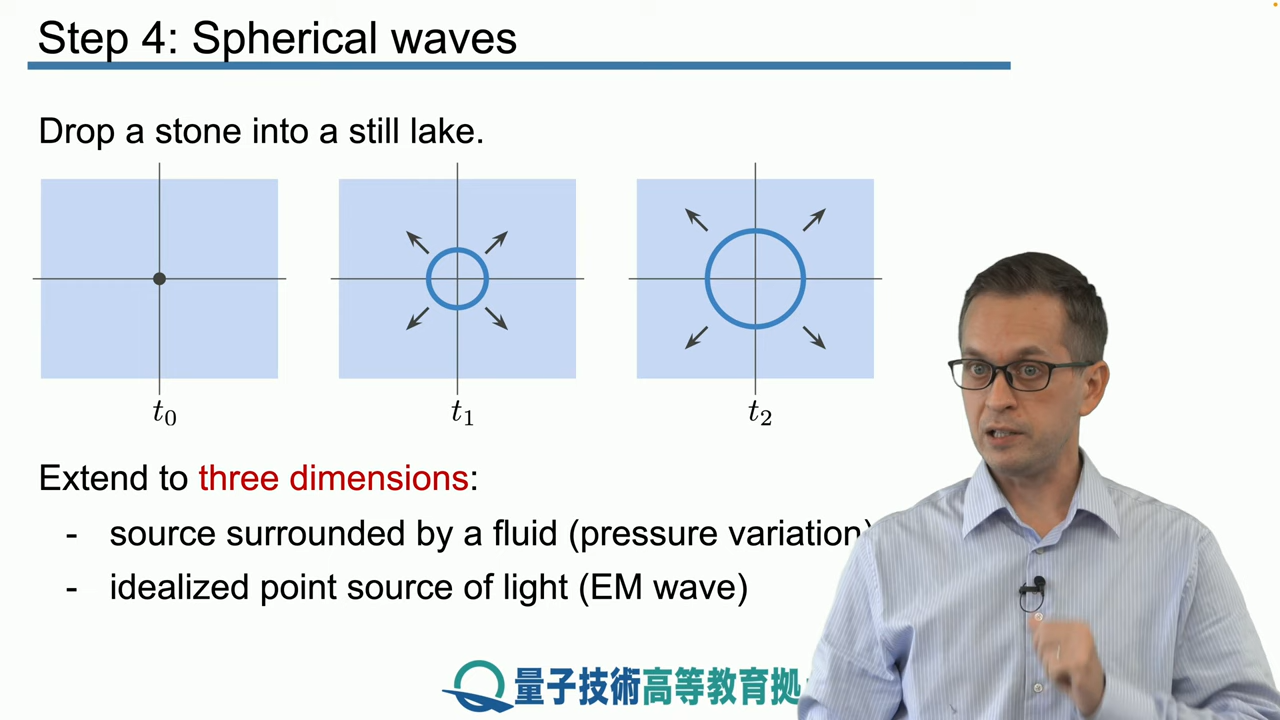 Step 4: Spherical waves
Drop a stone into a still lake.
t₀ t₁ t₂
Extend to three dimensions:
- source surrounded by a fluid (pressure variation)
- idealized point source of light (EM wave)
量子技術高等教育拠